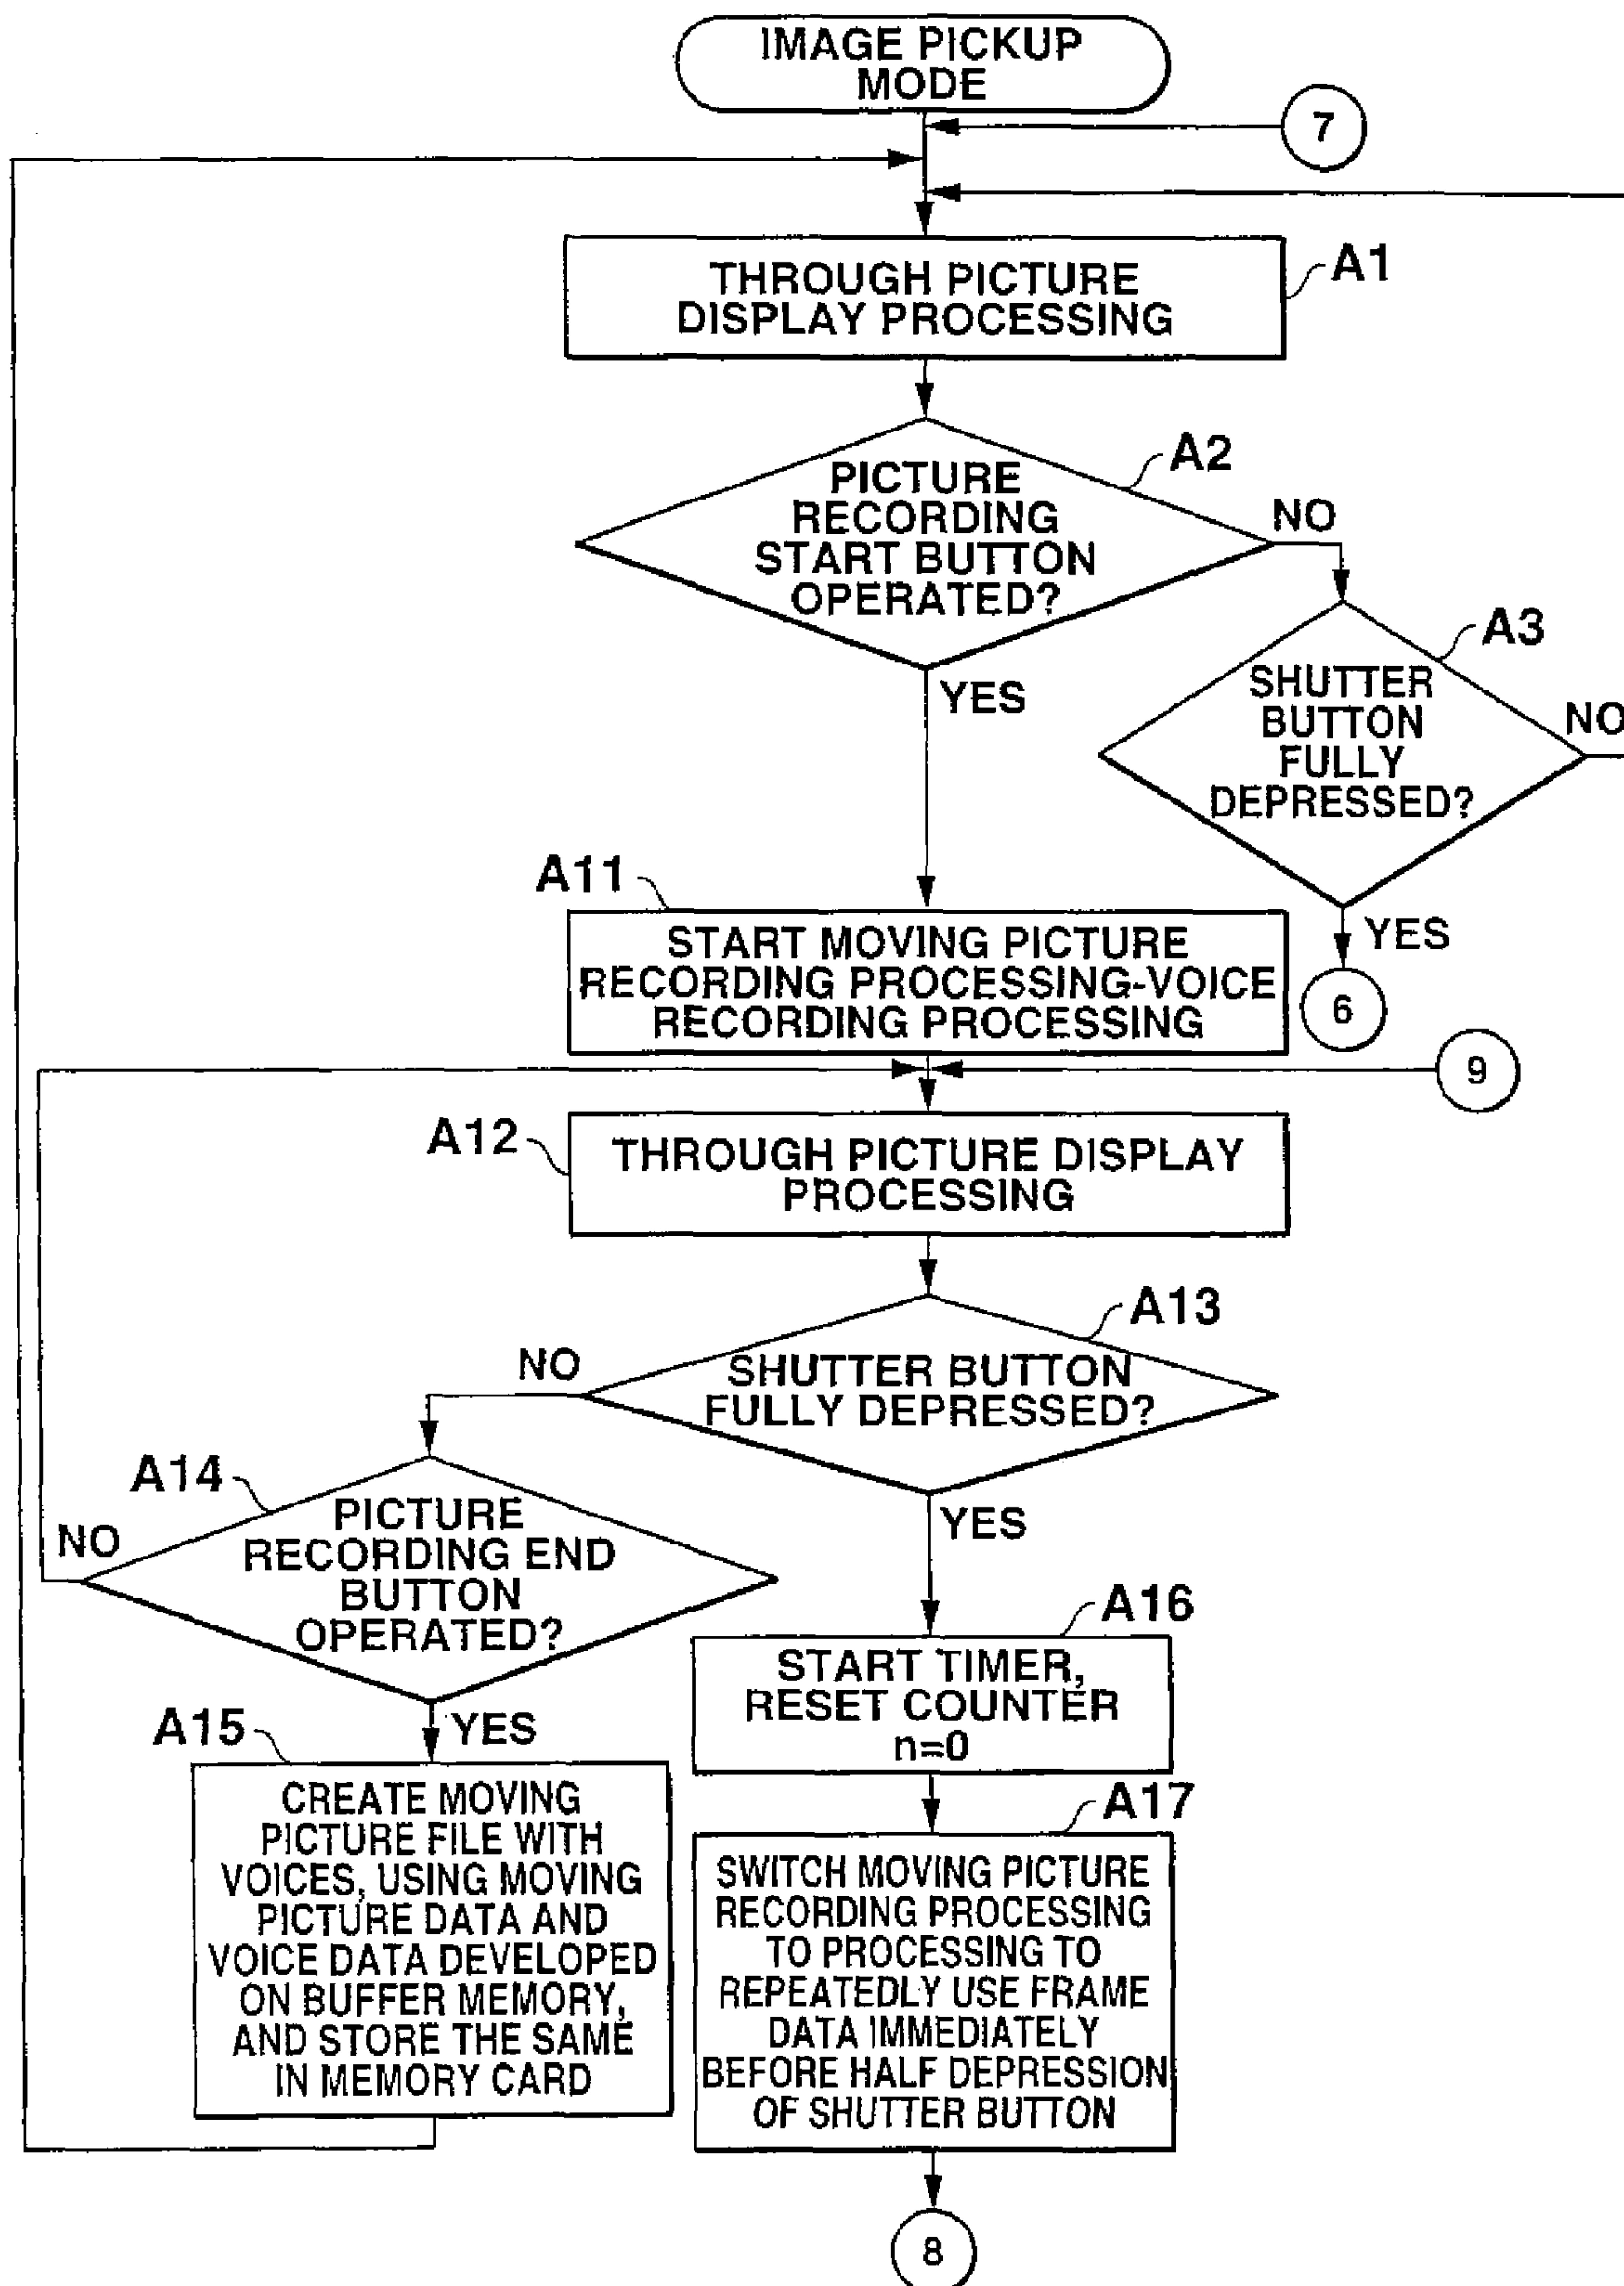 IMAGE PICKUP
MODE
7
THROUGH PICTURE
DISPLAY PROCESSING
A1
PICTURE
RECORDING
START BUTTON
OPERATED?
A2
NO
YES
SHUTTER
BUTTON
FULLY
DEPRESSED?
A3
NO
YES
6
A11
START MOVING PICTURE
RECORDING PROCESSING-VOICE
RECORDING PROCESSING
9
A12
THROUGH PICTURE DISPLAY
PROCESSING
A13
SHUTTER BUTTON
FULLY DEPRESSED?
NO
YES
A14
PICTURE
RECORDING END
BUTTON
OPERATED?
NO
YES
A15
CREATE MOVING
PICTURE FILE WITH
VOICES, USING MOVING
PICTURE DATA AND
VOICE DATA DEVELOPED
ON BUFFER MEMORY,
AND STORE THE SAME
IN MEMORY CARD
A16
START TIMER,
RESET COUNTER
n=0
A17
SWITCH MOVING PICTURE
RECORDING PROCESSING
TO PROCESSING TO
REPEATEDLY USE FRAME
DATA IMMEDIATELY
BEFORE HALF DEPRESSION
OF SHUTTER BUTTON
8